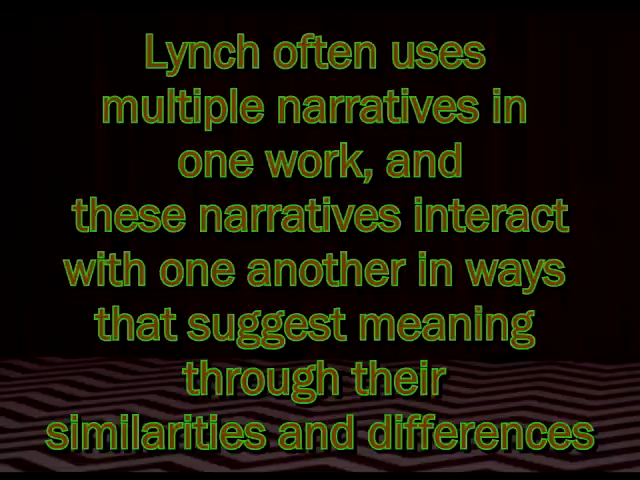 Lynch often uses
multiple narratives in
one work, and
these narratives interact
with one another in ways
that suggest meaning
through their
similarities and differences